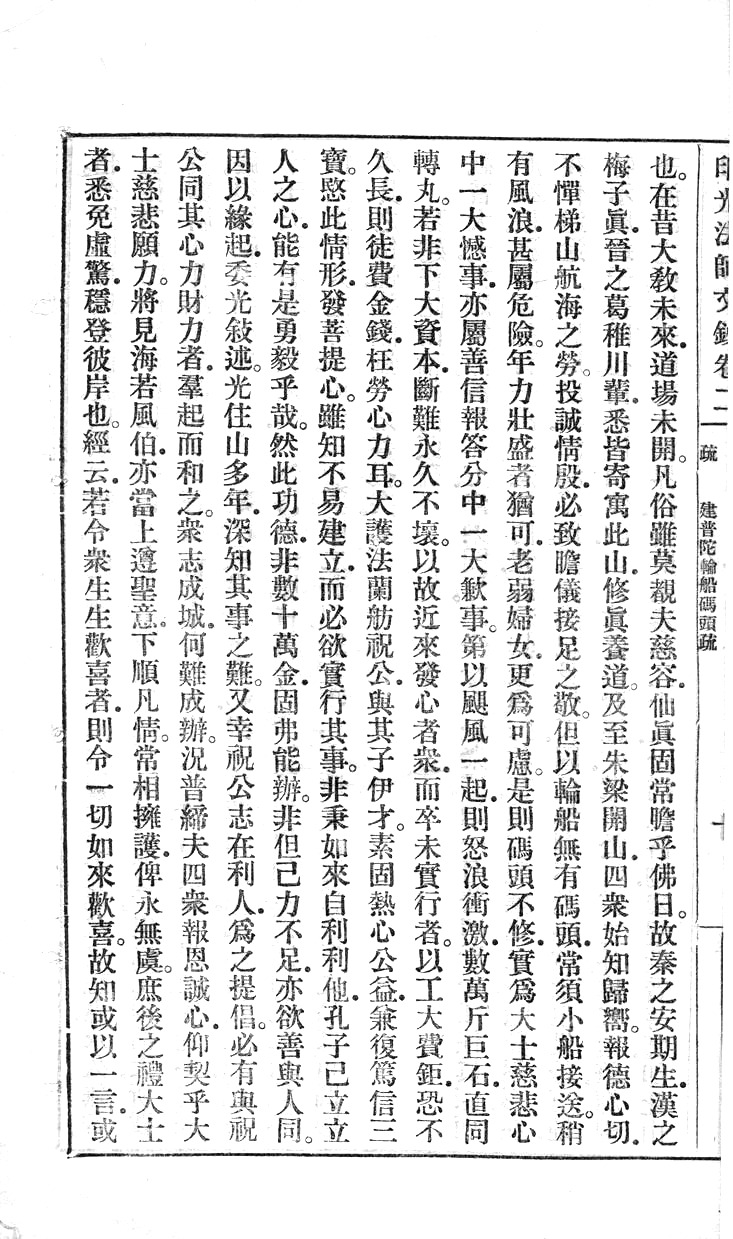 印光法師文鈔卷二 疏 建普陀輪船碼頭疏 十
也。在昔大敎未來。道場未開。凡俗雖莫覩夫慈容。仙眞固常瞻乎佛日。故秦之安期生。漢之
梅子眞。晉之葛稚川輩。悉皆寄寓此山。修眞養道。及至朱梁開山。四衆始知歸嚮。報德心切。
不憚梯山航海之勞。投誠情殷。必致瞻儀接足之敬。但以輪船無有碼頭。常須小船接送。稍
有風浪。甚屬危險。年力壯盛者猶可。老弱婦女。更爲可慮。是則碼頭不修。實爲大士慈悲心
中一大憾事。亦屬善信報答分中一大歉事。第以颶風一起。則怒浪衝激。數萬斤巨石。直同
轉丸。若非下大資本。斷難永久不壞。以故近來發心者衆。而卒未實行者。以工大費鉅。恐不
久長。則徒費金錢。枉勞心力耳。大護法蘭舫祝公。與其子伊才。素固熱心公益。兼復篤信三
寶。愍此情形。發菩提心。雖知不易建立。而必欲實行其事。非秉如來自利利他。孔子己立立
人之心。能有是勇毅乎哉。然此功德。非數十萬金。固弗能辦。非但己力不足。亦欲善與人同。
因以緣起。委光敍述。光住山多年。深知其事之難。又幸祝公志在利人。爲之提倡。必有與祝
公同其心力財力者。羣起而和之。衆志成城。何難成辦。況普締夫四衆報恩誠心。仰契乎大
士慈悲願力。將見海若風伯。亦當上遵聖意。下順凡情。常相擁護。俾永無虞。庶後之禮大士
者。悉免虛驚。穩登彼岸也。經云。若令衆生生歡喜者。則令一切如來歡喜。故知或以一言。或